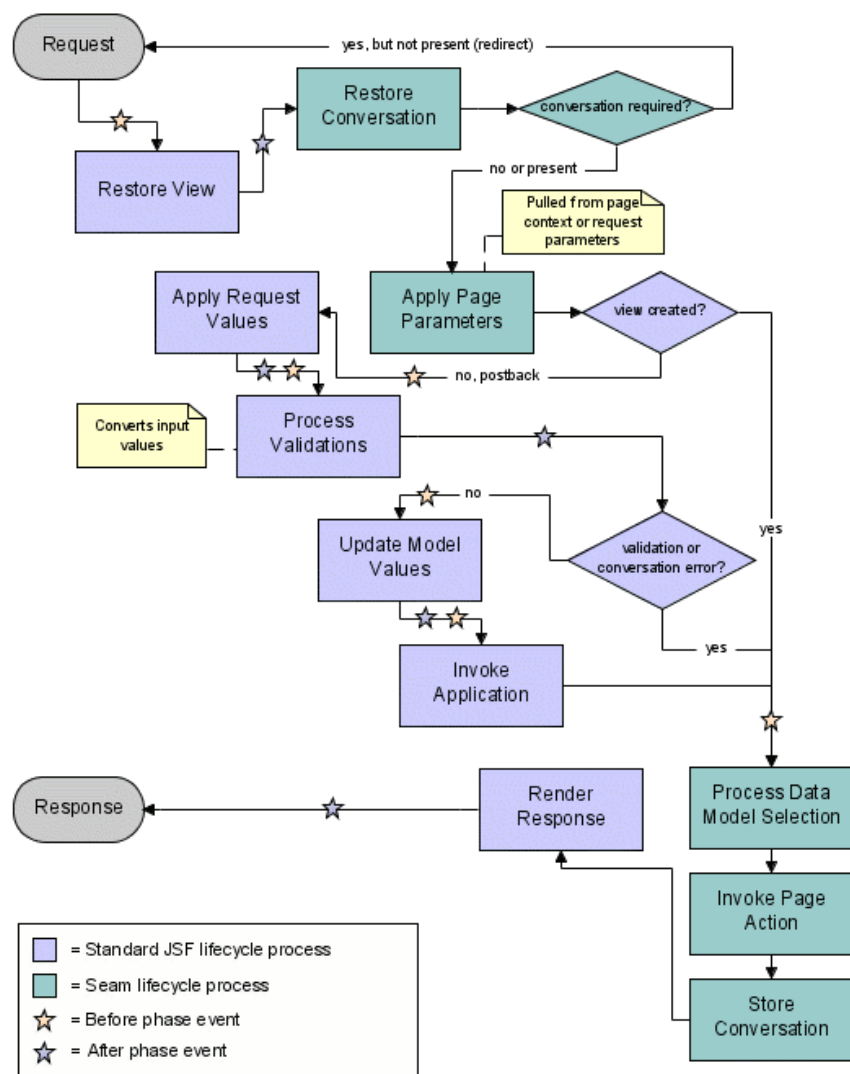 Request
yes, but not present (redirect)
Restore
Conversation
conversation required?
Restore View
no or present
Pulled from page
context or request
parameters
Apply Request
Values
Apply Page
Parameters
view created?
no, postback
Converts input
values
Process
Validations
no
yes
Update Model
Values
validation or
conversation error?
yes
Invoke
Application
Response
Render
Response
Process Data
Model Selection
Invoke Page
Action
Store
Conversation
= Standard JSF lifecycle process
= Seam lifecycle process
= Before phase event
= After phase event